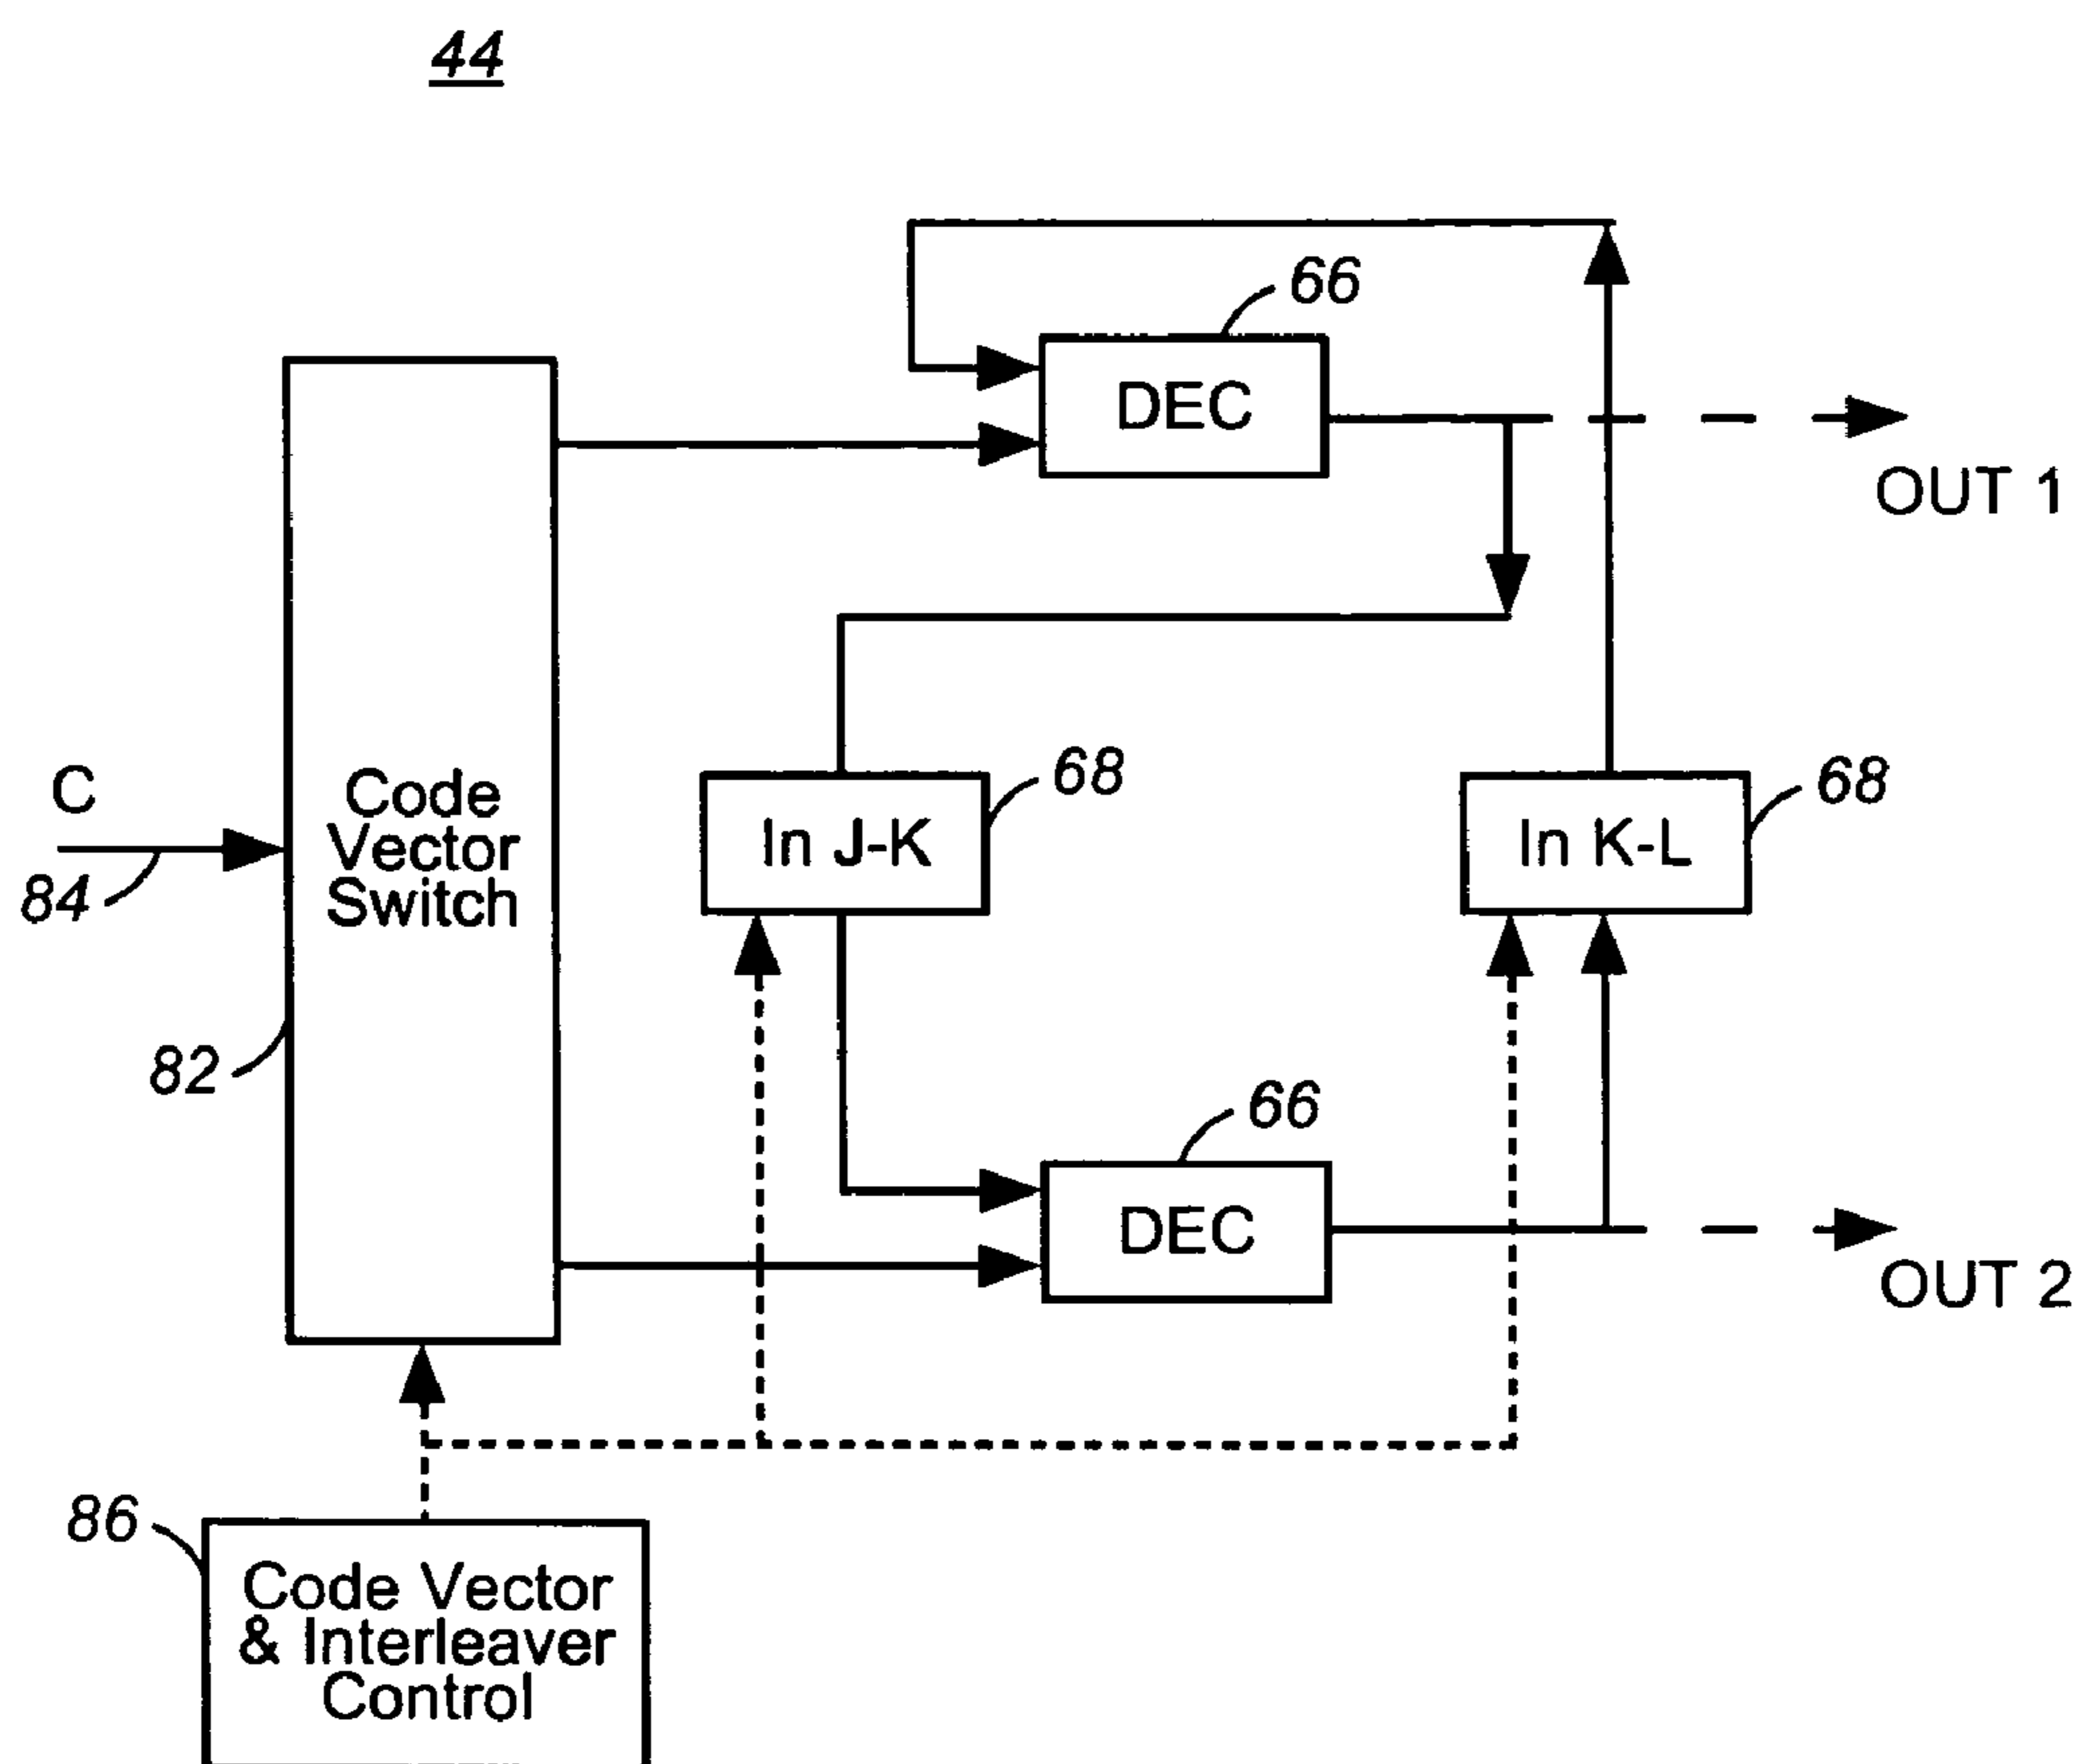 44
66
DEC
OUT 1
C
84
Code
Vector
Switch
68
In J-K
68
In K-L
82
66
DEC
OUT 2
86
Code Vector
& Interleaver
Control